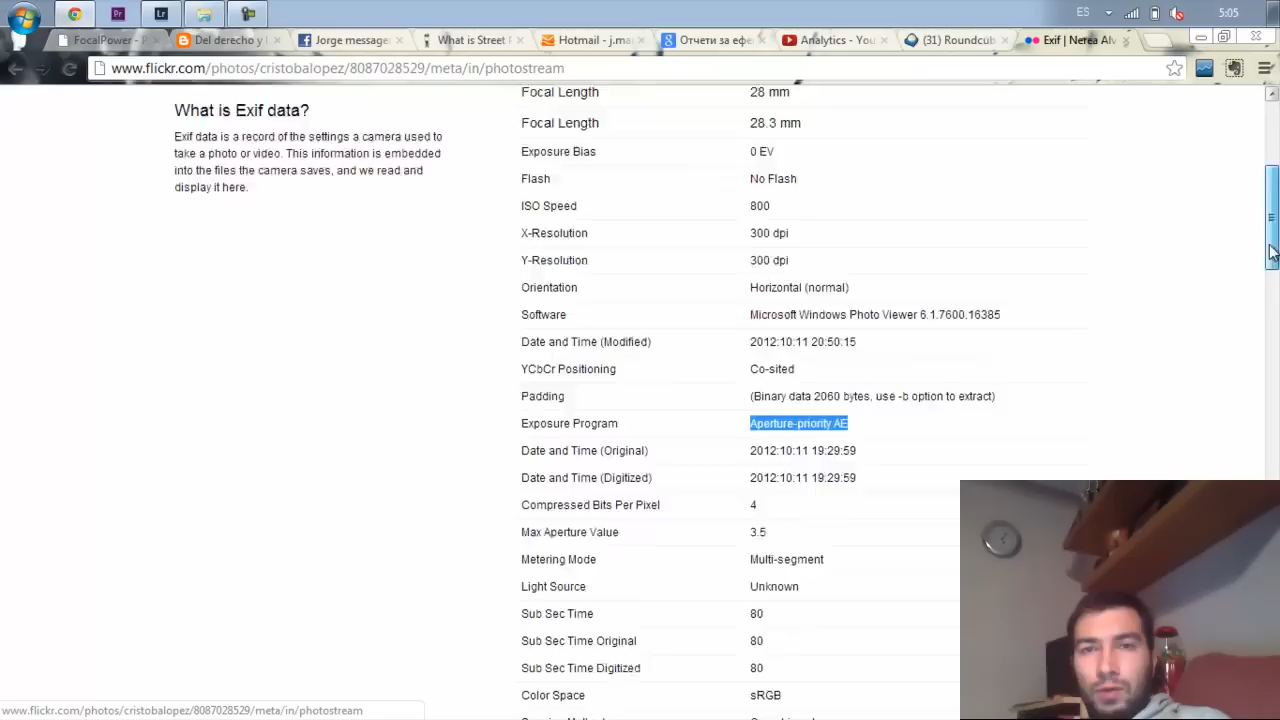 ES 5:05
FocalPower - P
Del derecho y
Jorge message
What is Street
Hotmail - j.ma
Отчети за ефе
Analytics - You
(31) Roundcub
Exif | Nerea Alv
www.flickr.com/photos/cristobalopez/8087028529/meta/in/photostream
What is Exif data?
Exif data is a record of the settings a camera used to
take a photo or video. This information is embedded
into the files the camera saves, and we read and
display it here.
Focal Length 28 mm
Focal Length 28.3 mm
Exposure Bias 0 EV
Flash No Flash
ISO Speed 800
X-Resolution 300 dpi
Y-Resolution 300 dpi
Orientation Horizontal (normal)
Software Microsoft Windows Photo Viewer 6.1.7600.16385
Date and Time (Modified) 2012:10:11 20:50:15
YCbCr Positioning Co-sited
Padding (Binary data 2060 bytes, use -b option to extract)
Exposure Program Aperture-priority AE
Date and Time (Original) 2012:10:11 19:29:59
Date and Time (Digitized) 2012:10:11 19:29:59
Compressed Bits Per Pixel 4
Max Aperture Value 3.5
Metering Mode Multi-segment
Light Source Unknown
Sub Sec Time 80
Sub Sec Time Original 80
Sub Sec Time Digitized 80
Color Space sRGB
www.flickr.com/photos/cristobalopez/8087028529/meta/in/photostream